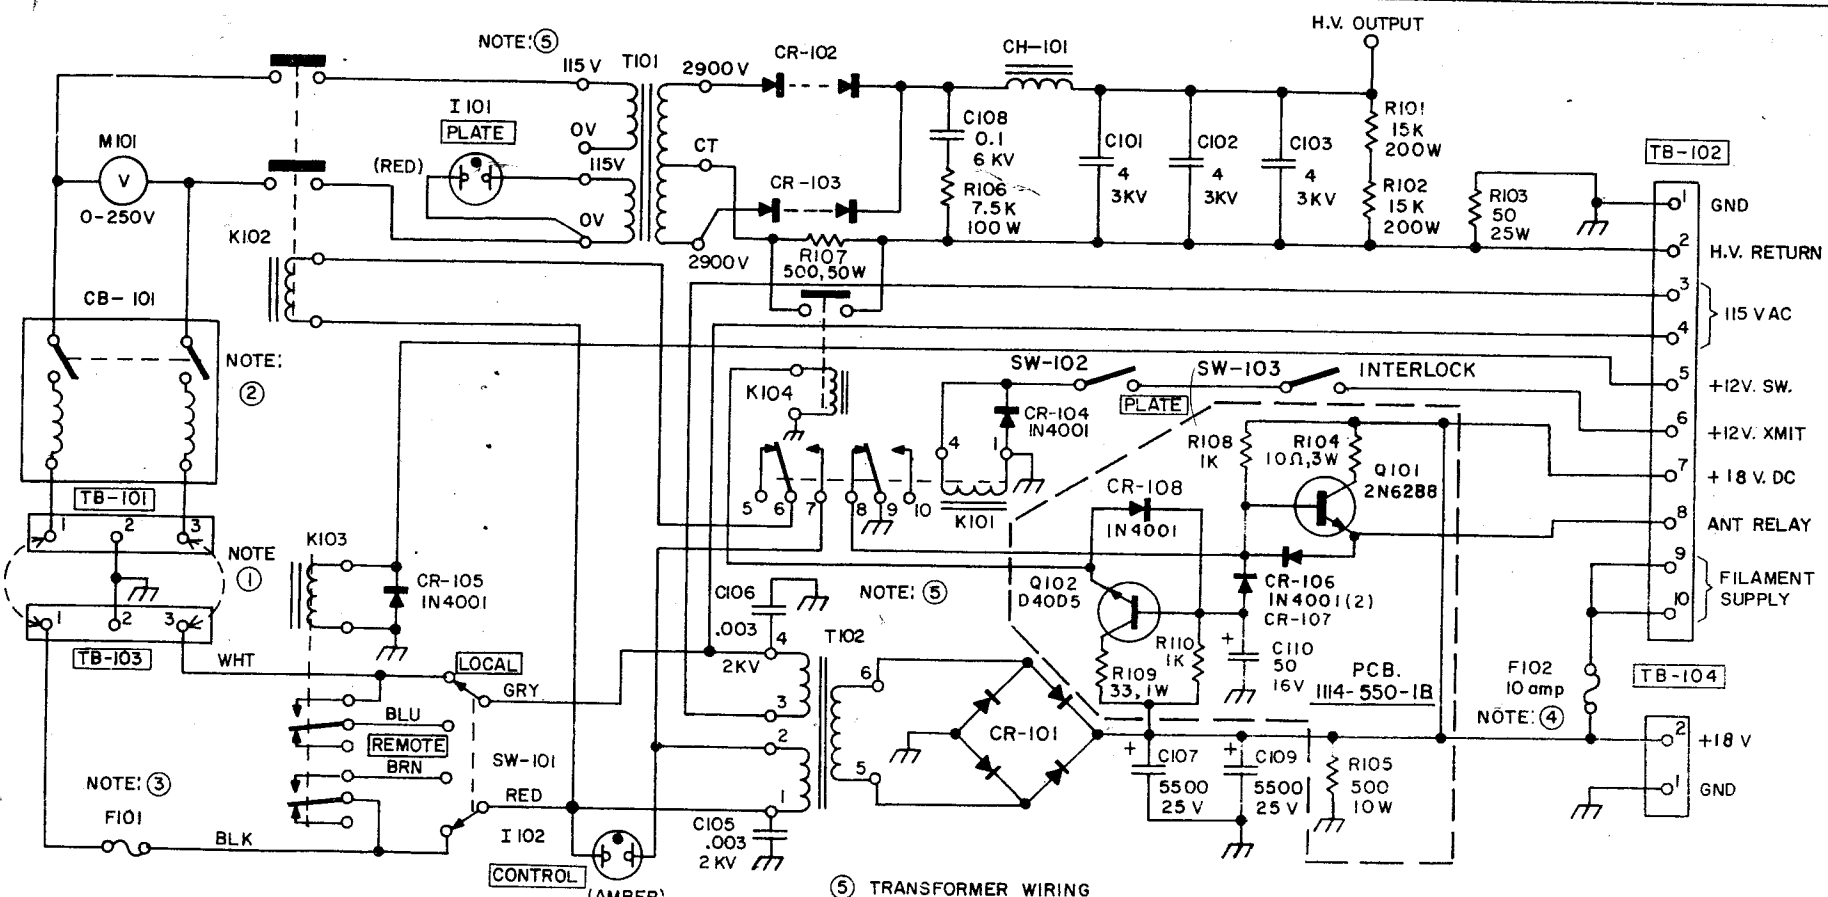 H.V. OUTPUT
NOTE: ⑤
115 V
T101
2900 V
CR-102
CH-101
I 101
PLATE
(RED)
0V
115V
0V
CT
CR-103
2900V
M101
V
0-250V
K102
C108
0.1
6 KV
R106
7.5K
100 W
R107
500, 50W
C101
4
3KV
C102
4
3KV
C103
4
3KV
R101
15K
200W
R102
15K
200W
R103
50
25W
TB-102
1 GND
2 H.V. RETURN
3
4
115 V AC
5 +12V. SW.
6 +12V. XMIT
7 +18 V. DC
8 ANT RELAY
9
10
FILAMENT
SUPPLY
CB-101
NOTE:
②
TB-101
1 2 3
NOTE
①
1 2 3
TB-103
K103
CR-105
1N4001
K104
SW-102
PLATE
SW-103
INTERLOCK
CR-104
1N4001
4 1
5 6 7 8 9 10
K101
R108
1K
R104
10Ω, 3W
Q101
2N6288
CR-108
1N4001
CR-106
1N4001(2)
CR-107
Q102
D40D5
R110
1K
R109
33, 1W
+
C110
50
16V
PCB.
1114-550-1B
F102
10 amp
NOTE: ④
TB-104
2 +18 V
1 GND
C106
.003
2KV
NOTE: ⑤
T102
4
3
2
1
6
5
CR-101
+
C107
5500
25 V
+
C109
5500
25 V
R105
500
10W
WHT
LOCAL
GRY
BLU
REMOTE
BRN
SW-101
RED
NOTE: ③
F101
BLK
I 102
CONTROL
(AMBER)
C105
.003
2 KV
⑤ TRANSFORMER WIRING